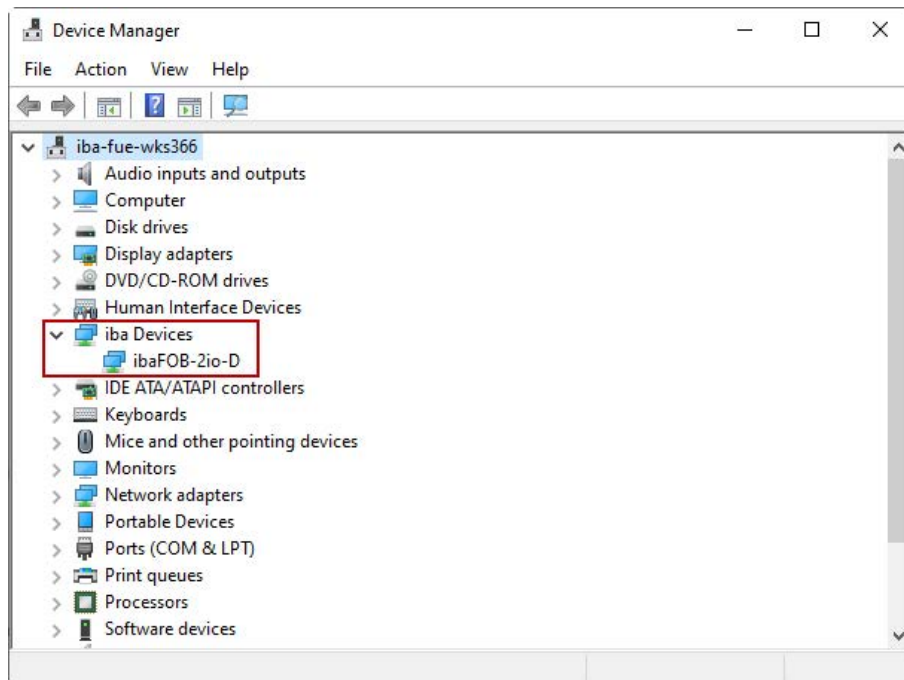 Device Manager
File Action View Help
iba-fue-wks366
Audio inputs and outputs
Computer
Disk drives
Display adapters
DVD/CD-ROM drives
Human Interface Devices
iba Devices
ibaFOB-2io-D
IDE ATA/ATAPI controllers
Keyboards
Mice and other pointing devices
Monitors
Network adapters
Portable Devices
Ports (COM & LPT)
Print queues
Processors
Software devices